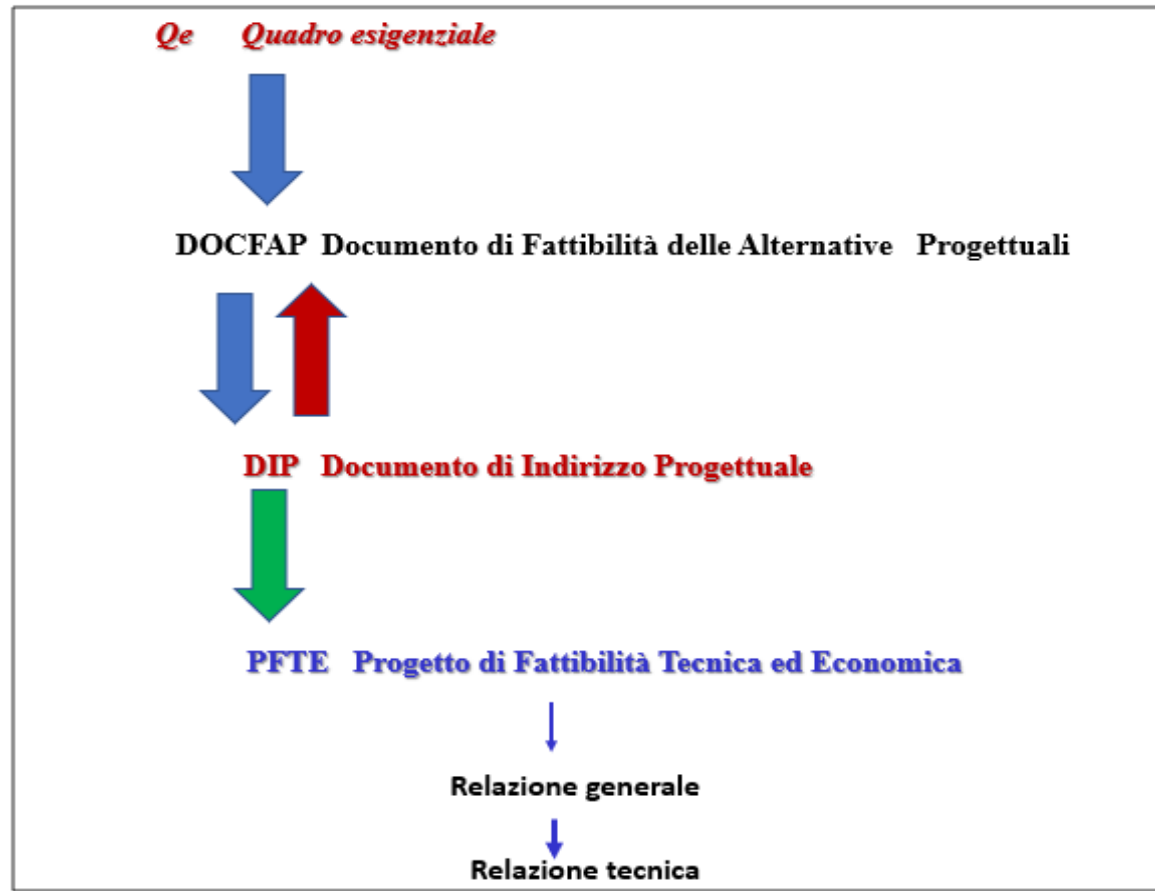 Qe Quadro esigenziale
DOCFAP Documento di Fattibilità delle Alternative Progettuali
DIP Documento di Indirizzo Progettuale
PFTE Progetto di Fattibilità Tecnica ed Economica
Relazione generale
Relazione tecnica